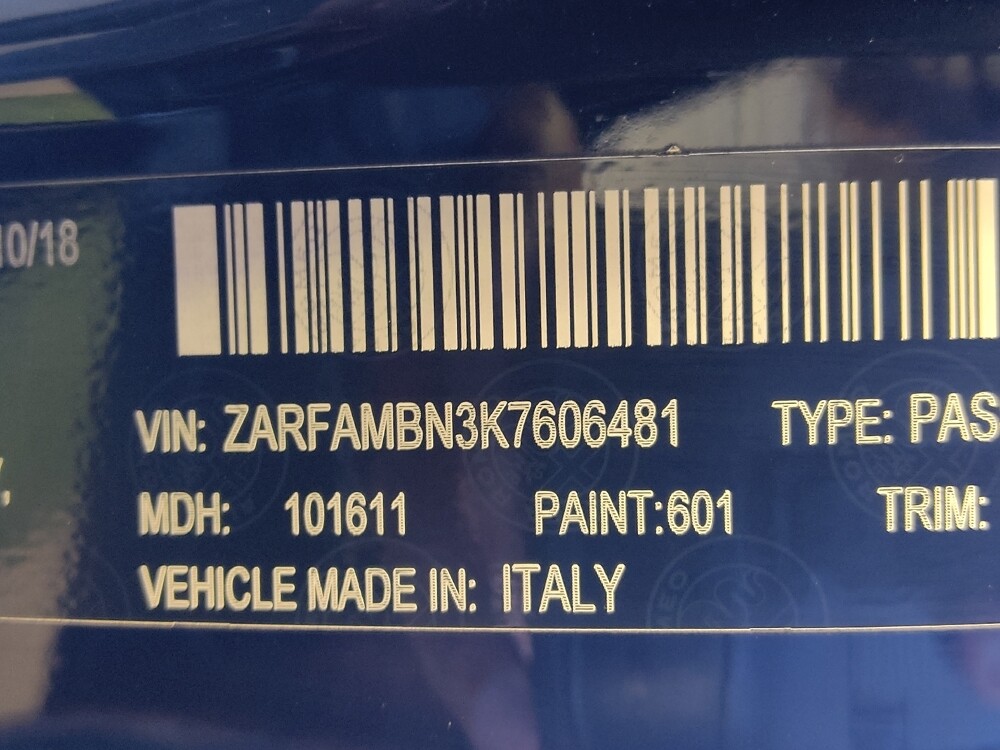 10/18
VIN: ZARFAMBN3K7606481 TYPE: PAS
MDH: 101611 PAINT:601 TRIM:
VEHICLE MADE IN: ITALY